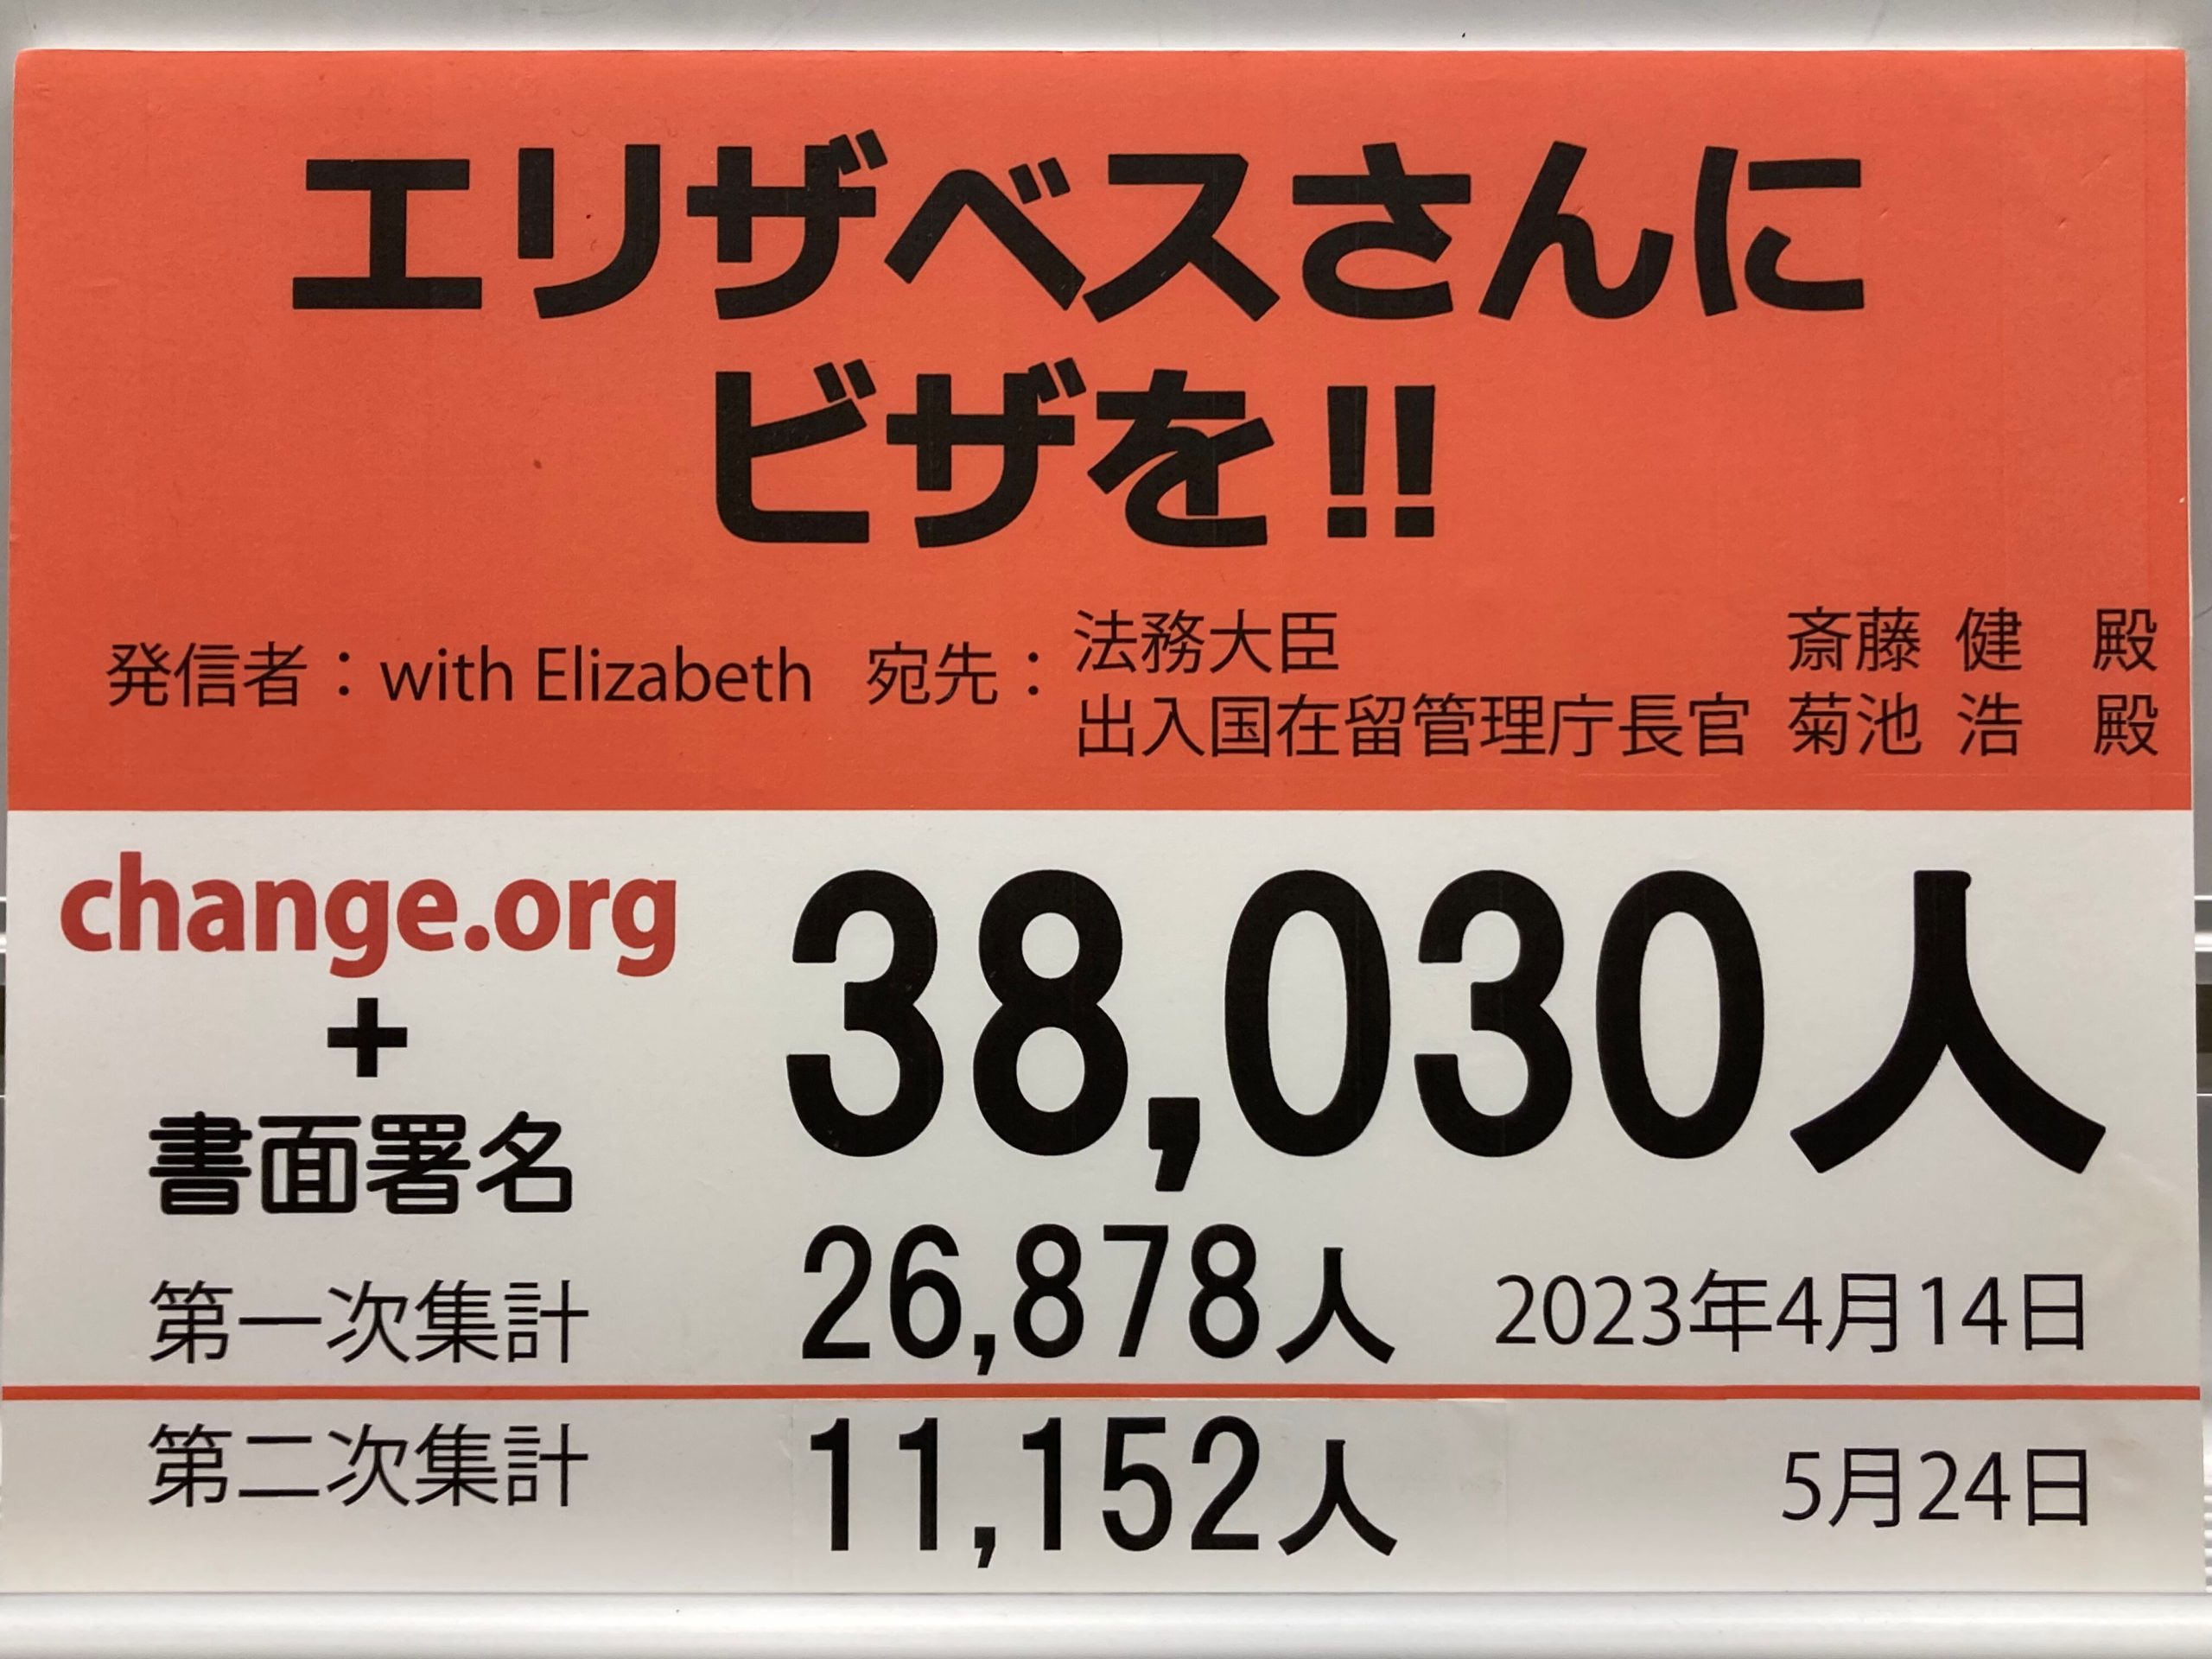 エリザベスさんに
ビザを!!
発信者：with Elizabeth 宛先：法務大臣 斎藤 健 殿
出入国在留管理庁長官 菊池 浩 殿
change.org
+
書面署名
38,030人
第一次集計 26,878人 2023年4月14日
第二次集計 11,152人 5月24日